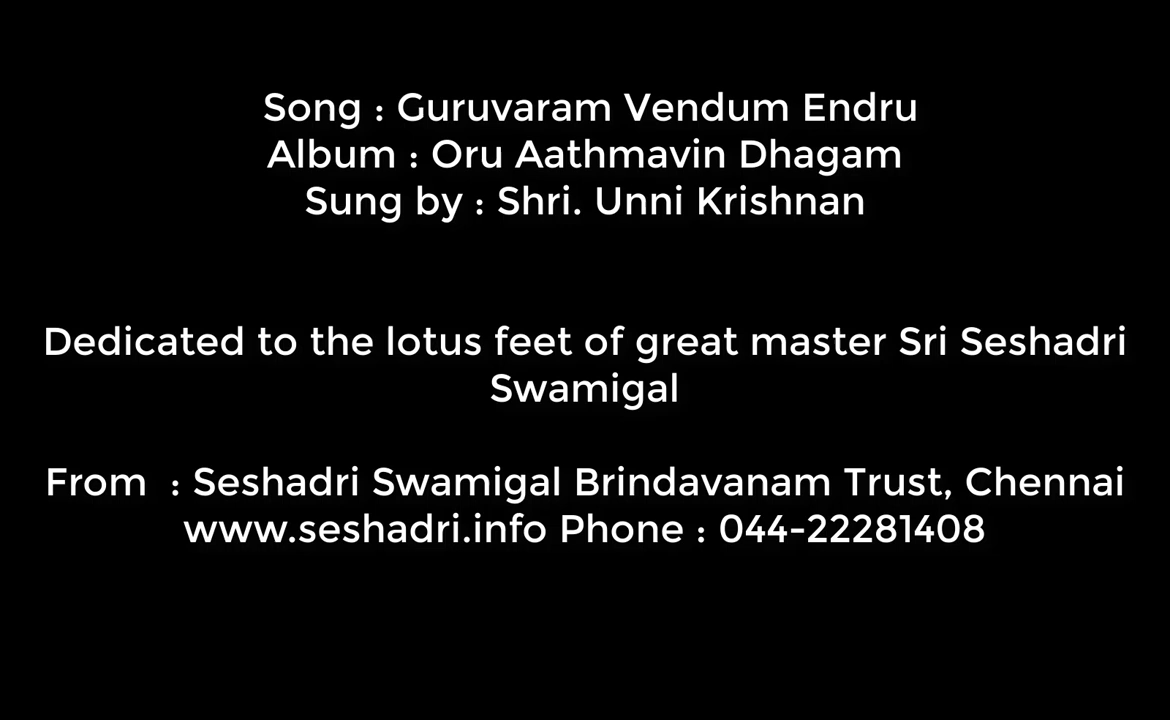 Song : Guruvaram Vendum Endru
Album : Oru Aathmavin Dhagam
Sung by : Shri. Unni Krishnan
Dedicated to the lotus feet of great master Sri Seshadri
Swamigal
From  : Seshadri Swamigal Brindavanam Trust, Chennai
www.seshadri.info Phone : 044-22281408